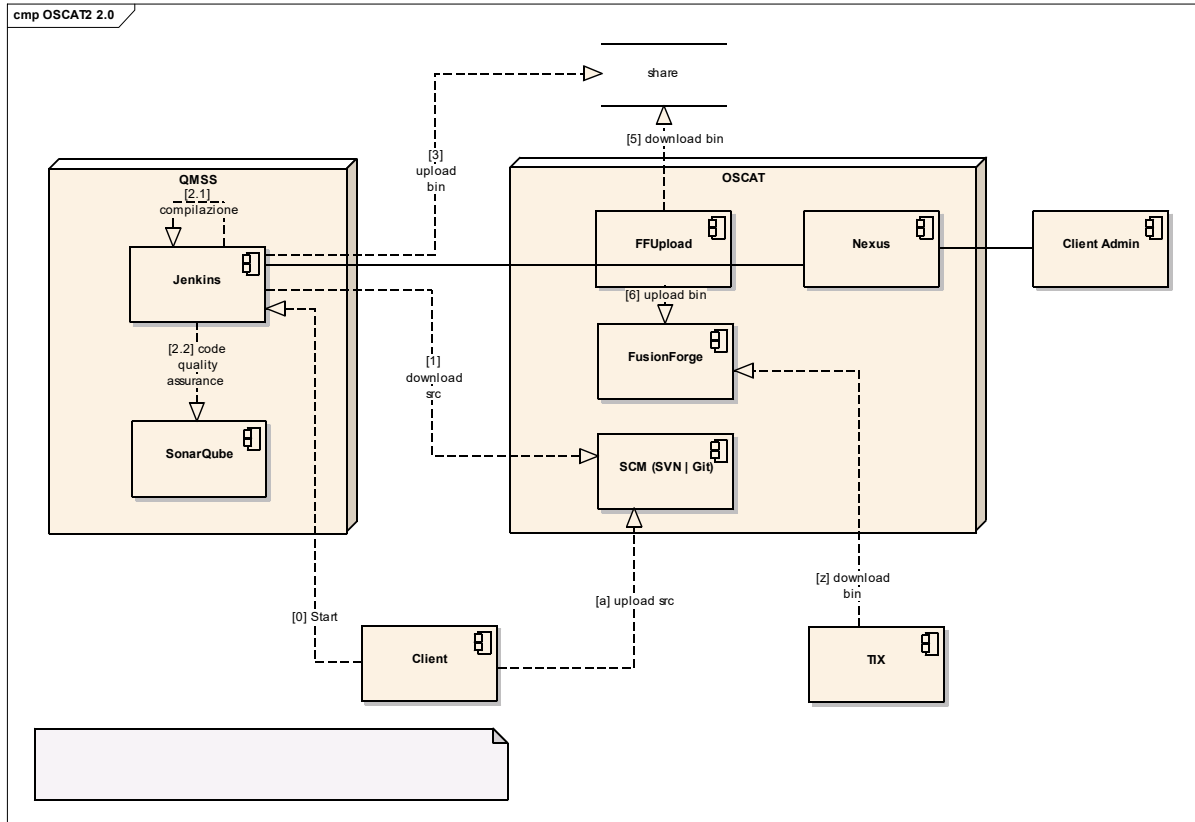 cmp OSCAT2 2.0
share
[5] download bin
[3]
upload
bin
QMSS
[2.1]
compilazione
OSCAT
FFUpload
Nexus
Client Admin
Jenkins
[6] upload bin
[2.2] code
quality
assurance
[1]
download
src
FusionForge
SonarQube
SCM (SVN | Git)
[z] download
bin
[a] upload src
[0] Start
Client
TIX